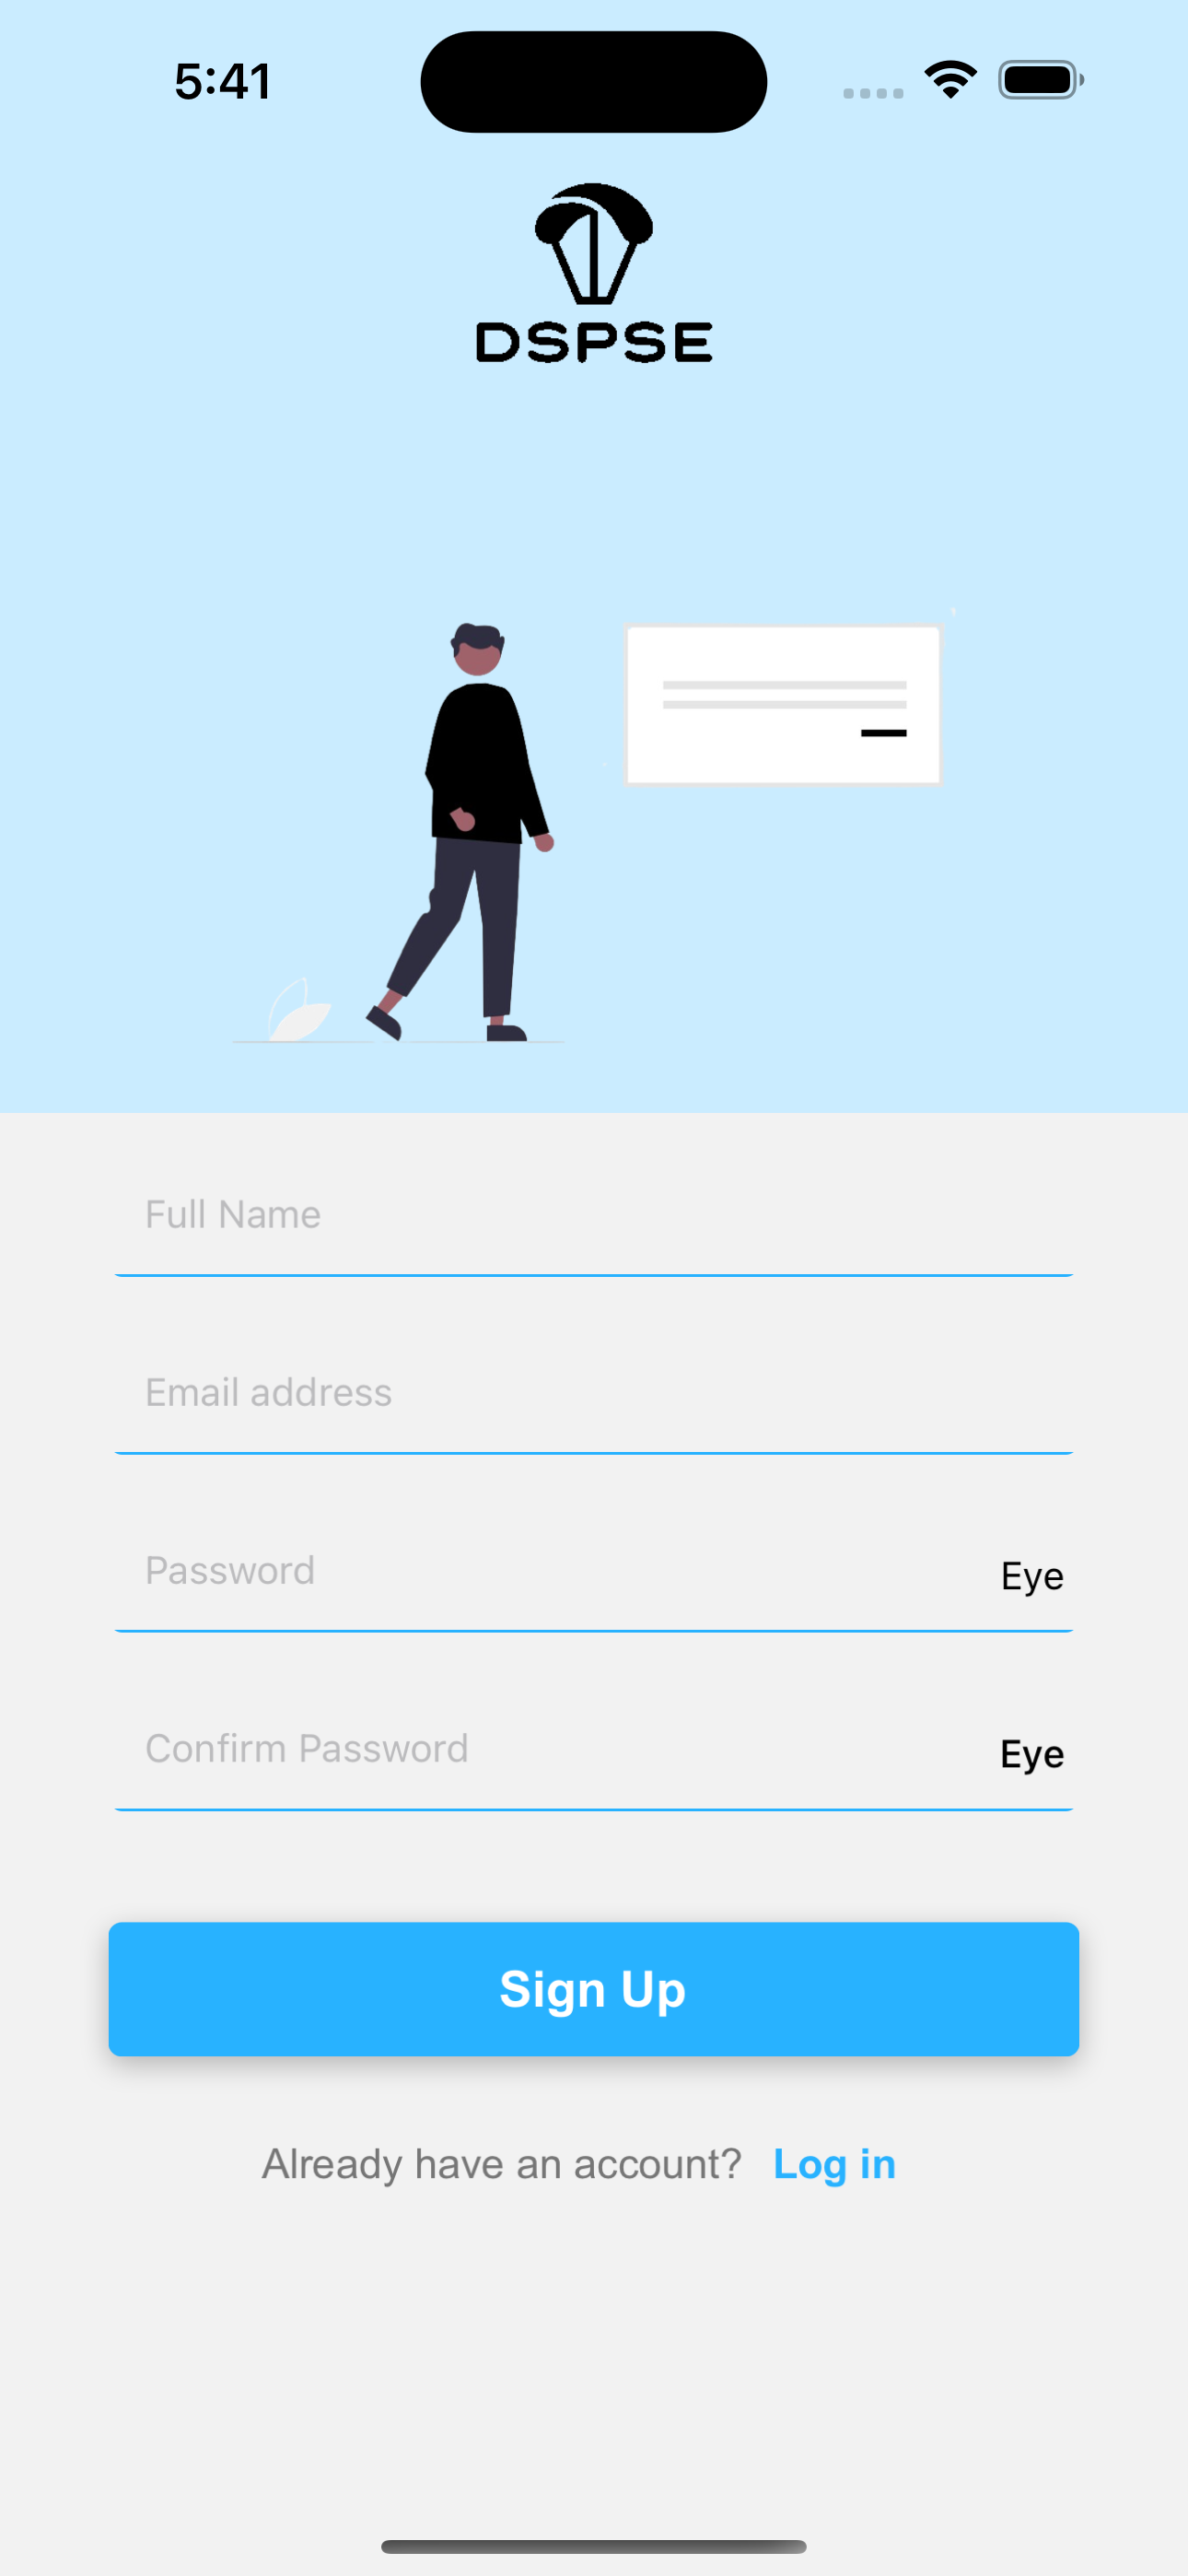 5:41
DSPSE
Full Name
Email address
Password
Eye
Confirm Password
Eye
Sign Up
Already have an account? Log in